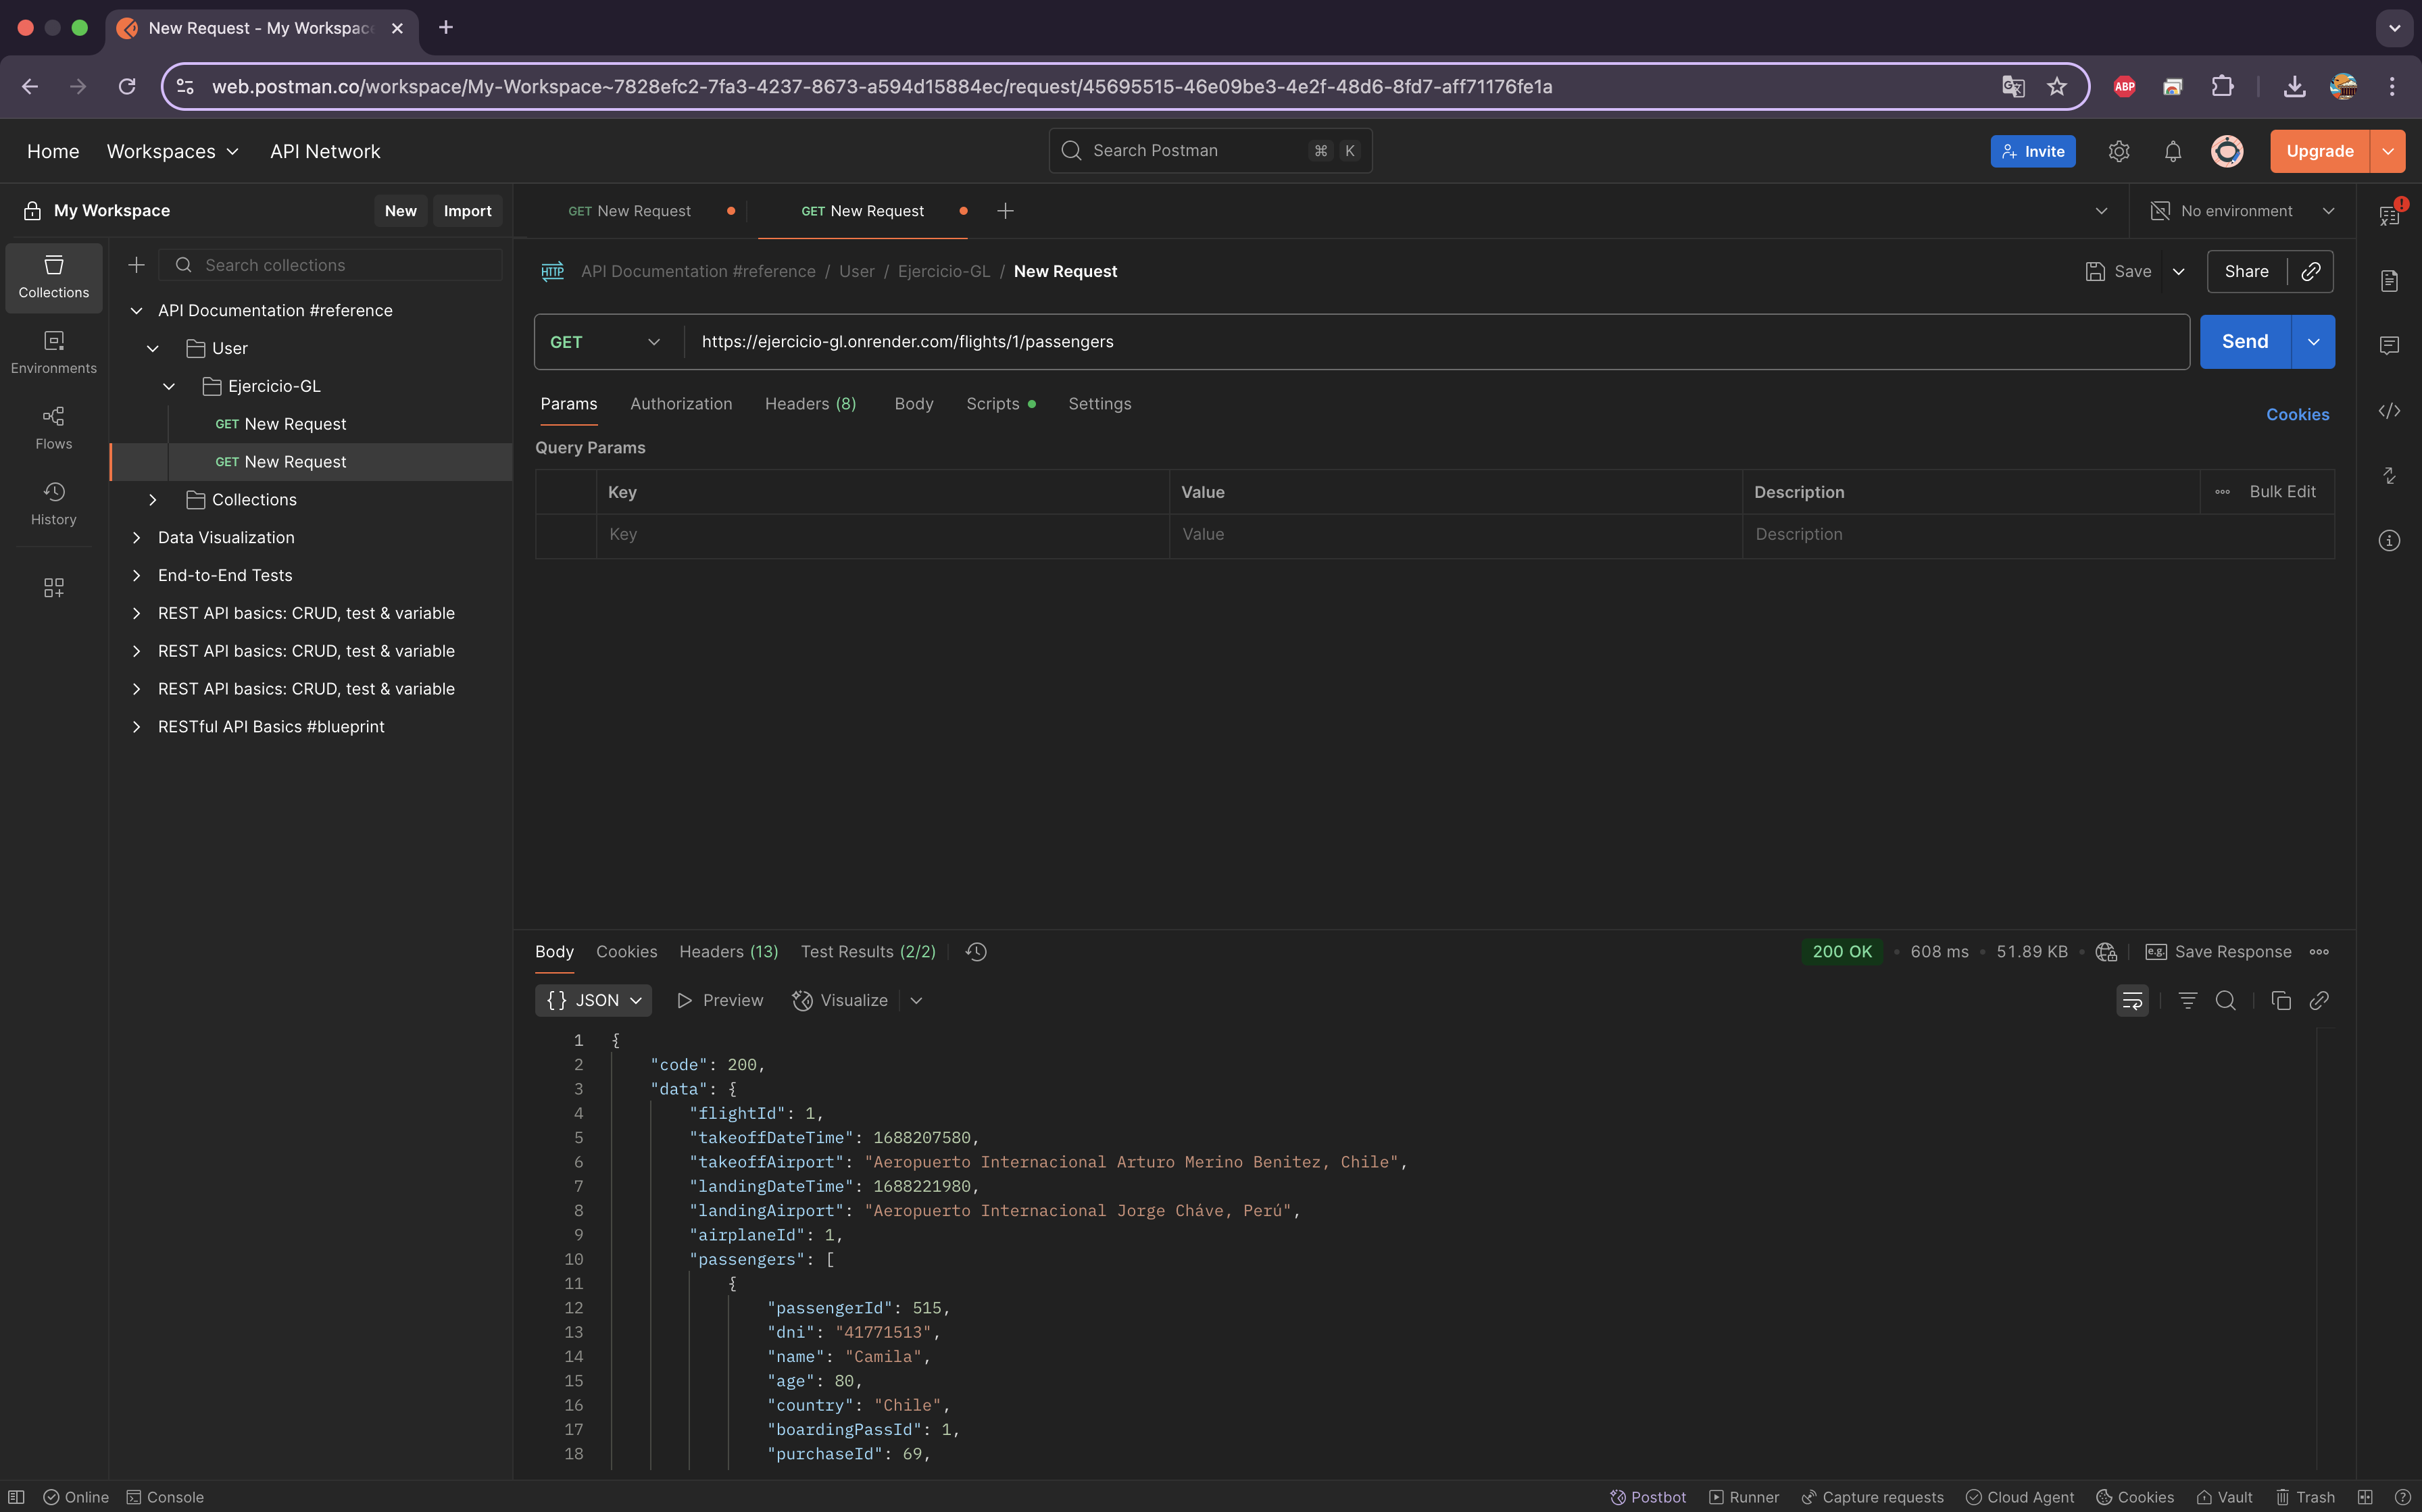 New Request - My Workspac
web.postman.co/workspace/My-Workspace~7828efc2-7fa3-4237-8673-a594d15884ec/request/45695515-46e09be3-4e2f-48d6-8fd7-aff71176fe1a
ABP
Home Workspaces API Network
Search Postman ⌘ K
Invite Upgrade
My Workspace New Import
GET New Request GET New Request
No environment
Collections
Environments
Flows
History
Search collections
API Documentation #reference
User
Ejercicio-GL
GET New Request
GET New Request
Collections
Data Visualization
End-to-End Tests
REST API basics: CRUD, test & variable
REST API basics: CRUD, test & variable
REST API basics: CRUD, test & variable
RESTful API Basics #blueprint
HTTP API Documentation #reference / User / Ejercicio-GL / New Request
Save Share
GET https://ejercicio-gl.onrender.com/flights/1/passengers Send
Params Authorization Headers (8) Body Scripts Settings
Cookies
Query Params
Key Value Description Bulk Edit
Key Value Description
Body Cookies Headers (13) Test Results (2/2)
200 OK 608 ms 51.89 KB e.g. Save Response
{} JSON Preview Visualize
1 {
2 "code": 200,
3 "data": {
4 "flightId": 1,
5 "takeoffDateTime": 1688207580,
6 "takeoffAirport": "Aeropuerto Internacional Arturo Merino Benitez, Chile",
7 "landingDateTime": 1688221980,
8 "landingAirport": "Aeropuerto Internacional Jorge Cháve, Perú",
9 "airplaneId": 1,
10 "passengers": [
11 {
12 "passengerId": 515,
13 "dni": "41771513",
14 "name": "Camila",
15 "age": 80,
16 "country": "Chile",
17 "boardingPassId": 1,
18 "purchaseId": 69,
Online Console
Postbot Runner Capture requests Cloud Agent Cookies Vault Trash